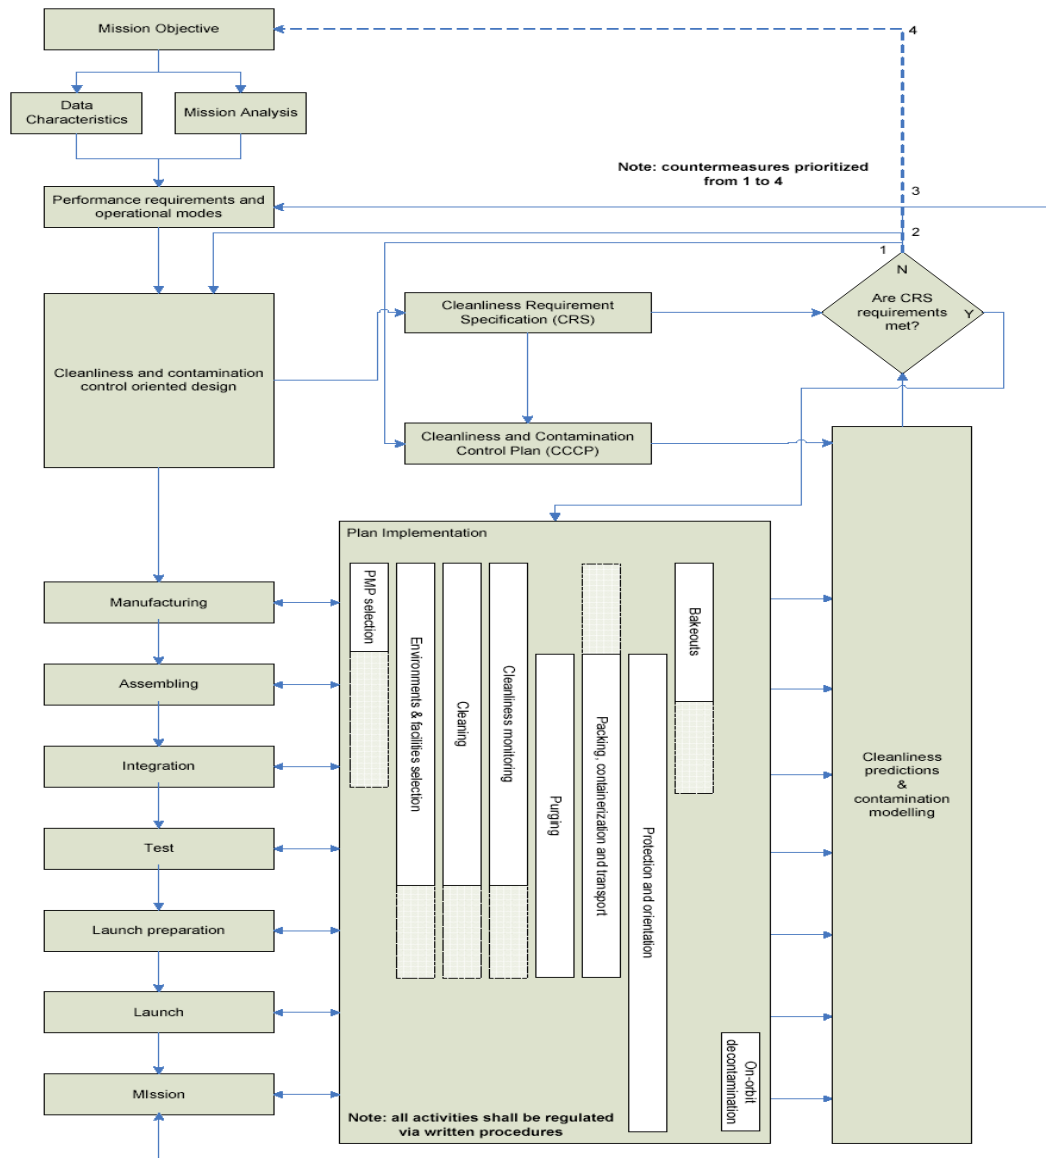 Mission Objective
4
Data
Characteristics
Mission Analysis
Note: countermeasures prioritized
from 1 to 4
Performance requirements and
operational modes
3
2
1
N
Are CRS
requirements
met?
Y
Cleanliness Requirement
Specification (CRS)
Cleanliness and contamination
control oriented design
Cleanliness and Contamination
Control Plan (CCCP)
Plan Implementation
Manufacturing
Assembling
Integration
Test
Launch preparation
Launch
MIssion
PMP selection
Environments & facilities selection
Cleaning
Cleanliness monitoring
Purging
Packing, containerization and transport
Protection and orientation
Bakeouts
On-orbit
decontamination
Note: all activities shall be regulated
via written procedures
Cleanliness
predictions
&
contamination
modelling